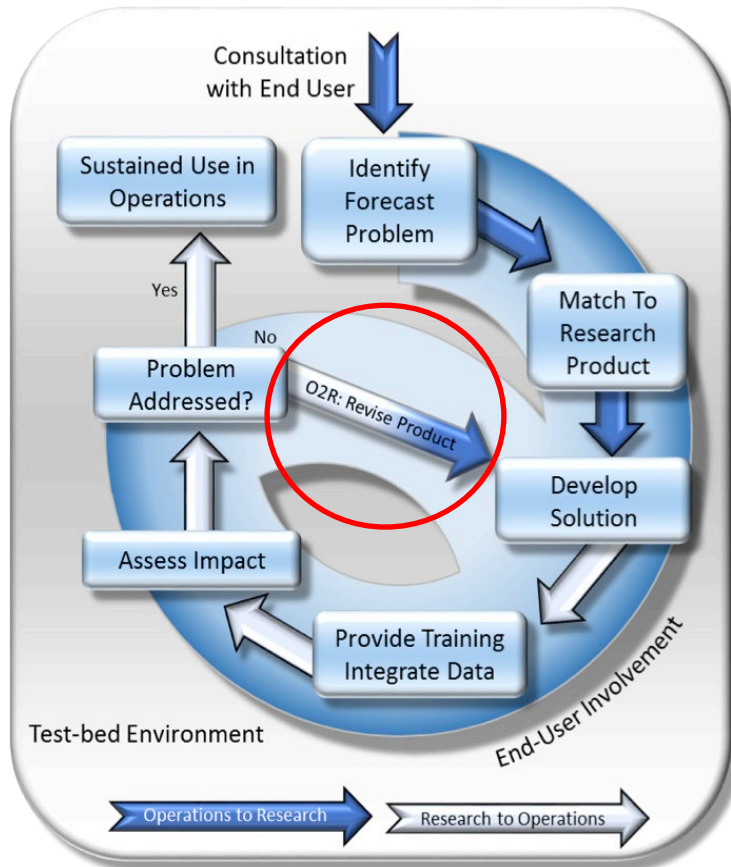 Consultation
with End User
Identify
Forecast
Problem
Sustained Use in
Operations
Yes
Match To
Research
Product
No
Problem
Addressed?
O2R: Revise Product
Develop
Solution
Assess Impact
Provide Training
Integrate Data
End-User Involvement
Test-bed Environment
Operations to Research
Research to Operations